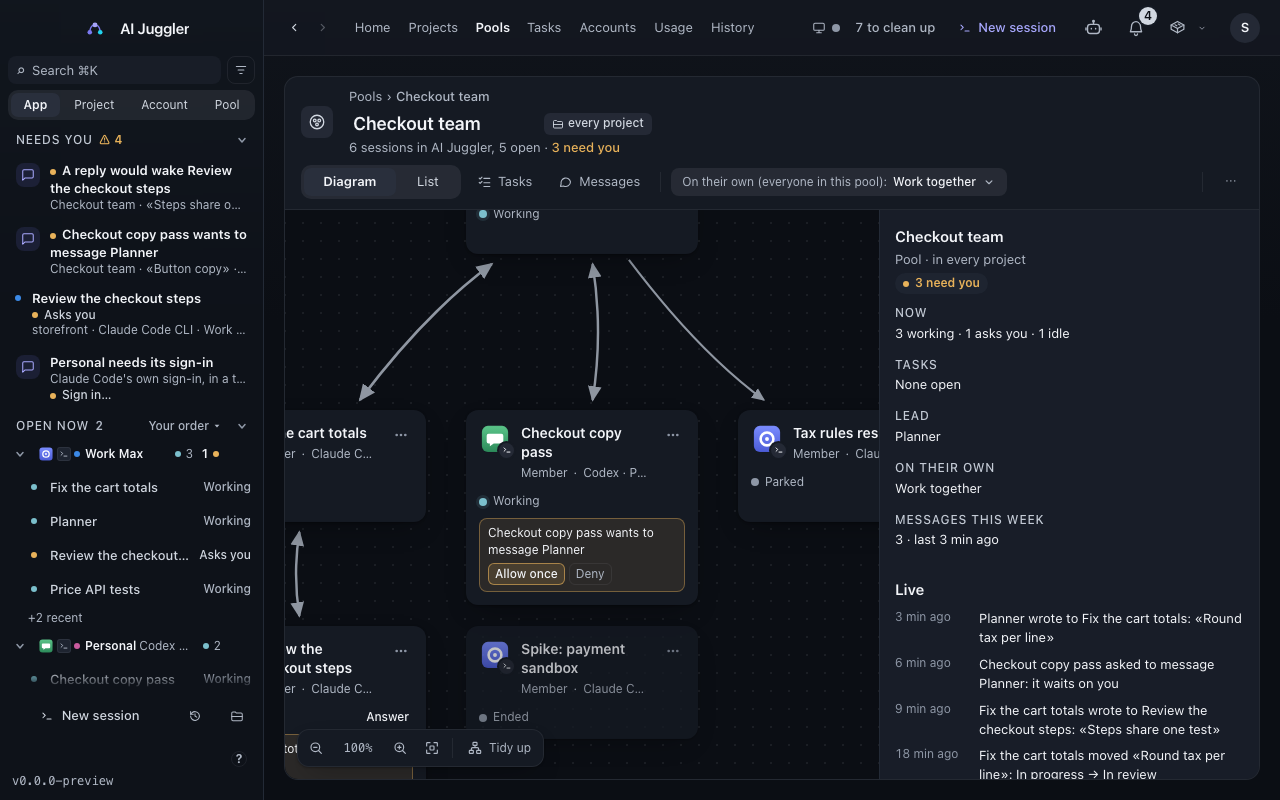 AI Juggler
Search ⌘K
App Project Account Pool
NEEDS YOU 4
A reply would wake Review
the checkout steps
Checkout team · «Steps share o...
Checkout copy pass wants to
message Planner
Checkout team · «Button copy» ·...
Review the checkout steps
Asks you
storefront · Claude Code CLI · Work ...
Personal needs its sign-in
Claude Code's own sign-in, in a t...
Sign in...
OPEN NOW 2 Your order
Work Max 3 1
Fix the cart totals Working
Planner Working
Review the checkout... Asks you
Price API tests Working
+2 recent
Personal Codex ... 2
Checkout copy pass Working
New session
?
v0.0.0-preview
Home Projects Pools Tasks Accounts Usage History
7 to clean up
New session
4
S
Pools › Checkout team
Checkout team
every project
6 sessions in AI Juggler, 5 open · 3 need you
Diagram List Tasks Messages
On their own (everyone in this pool): Work together
...
Working
e cart totals ...
er · Claude C...
Checkout copy
pass
...
Member · Codex · P...
Working
Checkout copy pass wants to
message Planner
Allow once Deny
Tax rules res
Member · Clau
Parked
w the
kout steps
...
er · Claude C...
Answer
tot
Spike: payment
sandbox
...
Member · Claude C...
Ended
100%
Tidy up
Checkout team
Pool · in every project
3 need you
NOW
3 working · 1 asks you · 1 idle
TASKS
None open
LEAD
Planner
ON THEIR OWN
Work together
MESSAGES THIS WEEK
3 · last 3 min ago
Live
3 min ago Planner wrote to Fix the cart totals: «Round
tax per line»
6 min ago Checkout copy pass asked to message
Planner: it waits on you
9 min ago Fix the cart totals wrote to Review the
checkout steps: «Steps share one test»
18 min ago Fix the cart totals moved «Round tax per
line»: In progress → In review